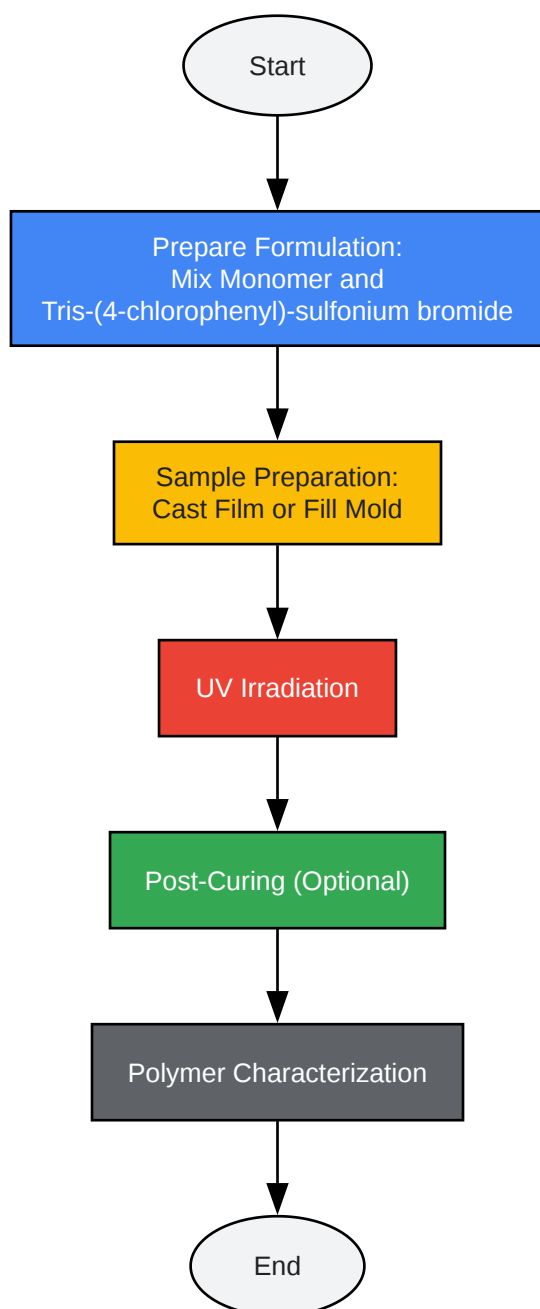 Start
Prepare Formulation:
Mix Monomer and
Tris-(4-chlorophenyl)-sulfonium bromide
Sample Preparation:
Cast Film or Fill Mold
UV Irradiation
Post-Curing (Optional)
Polymer Characterization
End